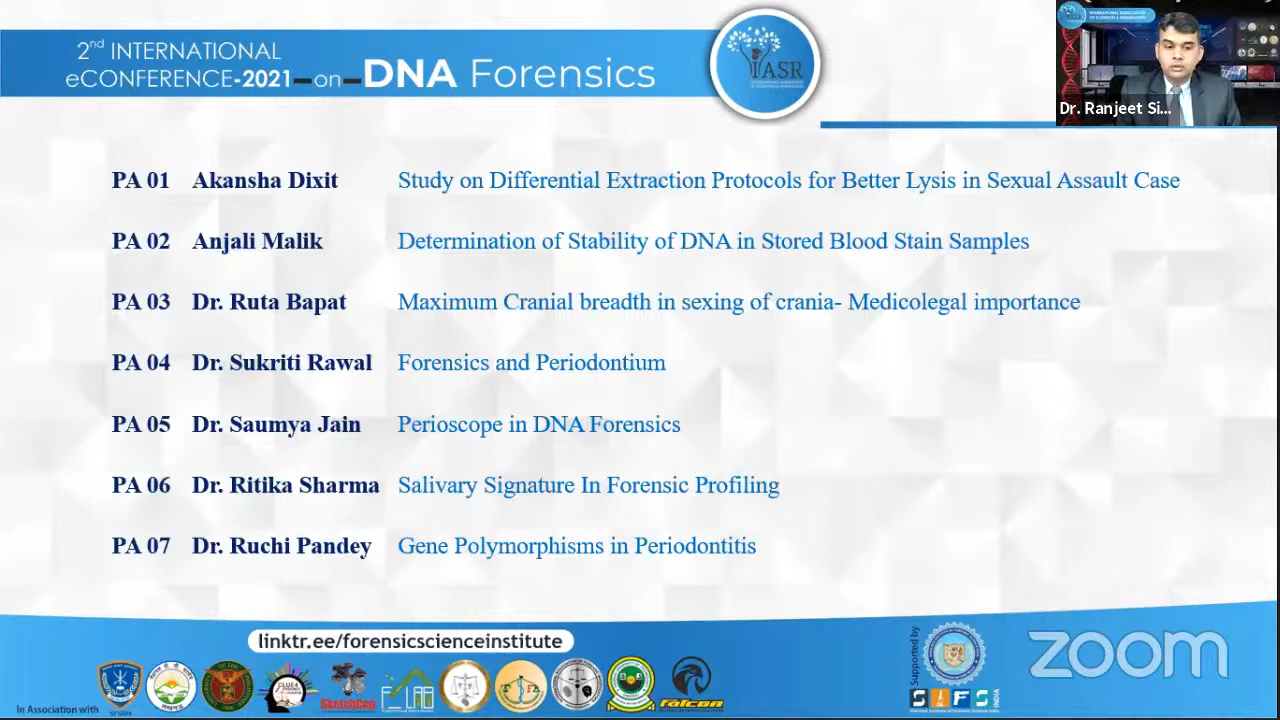 2nd INTERNATIONAL
eCONFERENCE-2021-on-DNA Forensics
IASR
Dr. Ranjeet Si...
PA 01 Akansha Dixit Study on Differential Extraction Protocols for Better Lysis in Sexual Assault Case
PA 02 Anjali Malik Determination of Stability of DNA in Stored Blood Stain Samples
PA 03 Dr. Ruta Bapat Maximum Cranial breadth in sexing of crania- Medicolegal importance
PA 04 Dr. Sukriti Rawal Forensics and Periodontium
PA 05 Dr. Saumya Jain Perioscope in DNA Forensics
PA 06 Dr. Ritika Sharma Salivary Signature In Forensic Profiling
PA 07 Dr. Ruchi Pandey Gene Polymorphisms in Periodontitis
linktr.ee/forensicscienceinstitute
In Association with
SketchCop
falcon
Supported by
SIFS
INDIA
zoom